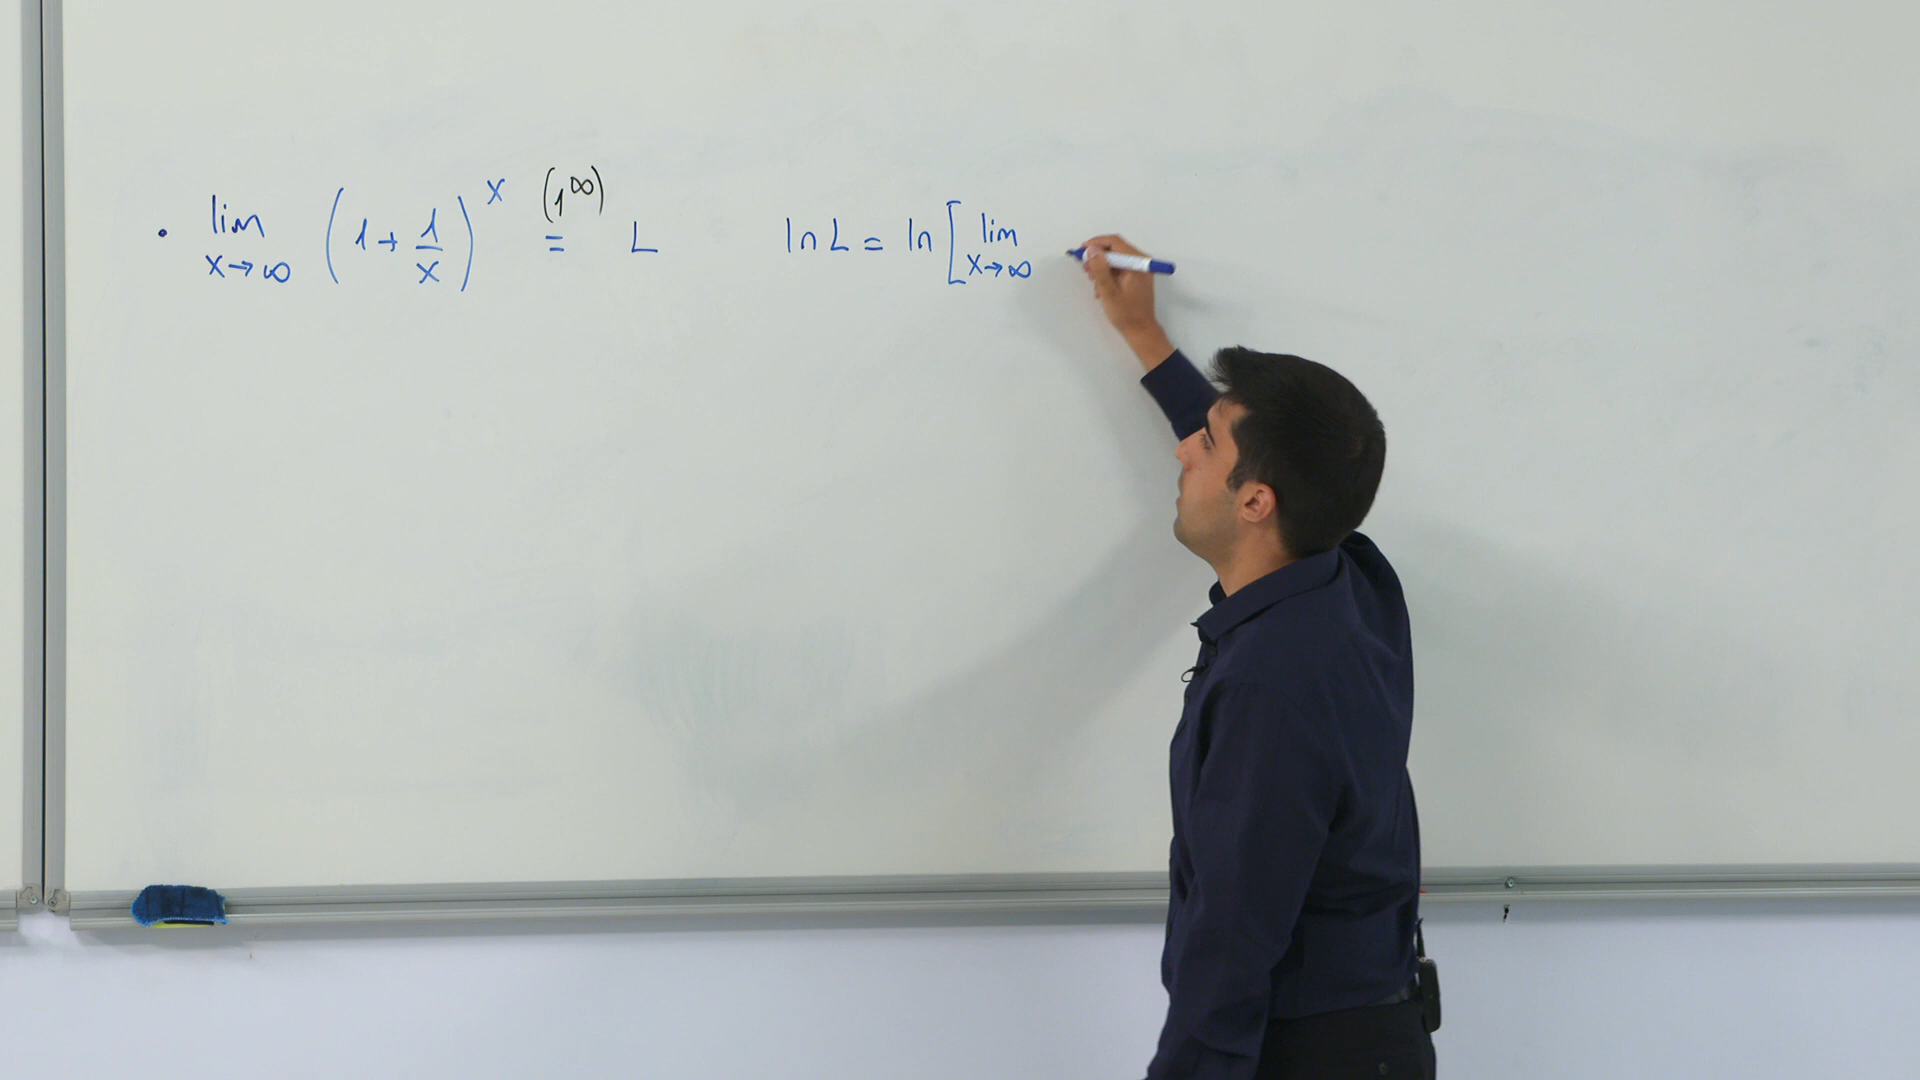 • lim x→∞ (1 + 1/x)^x (1^∞) = L    ln L = ln [ lim x→∞